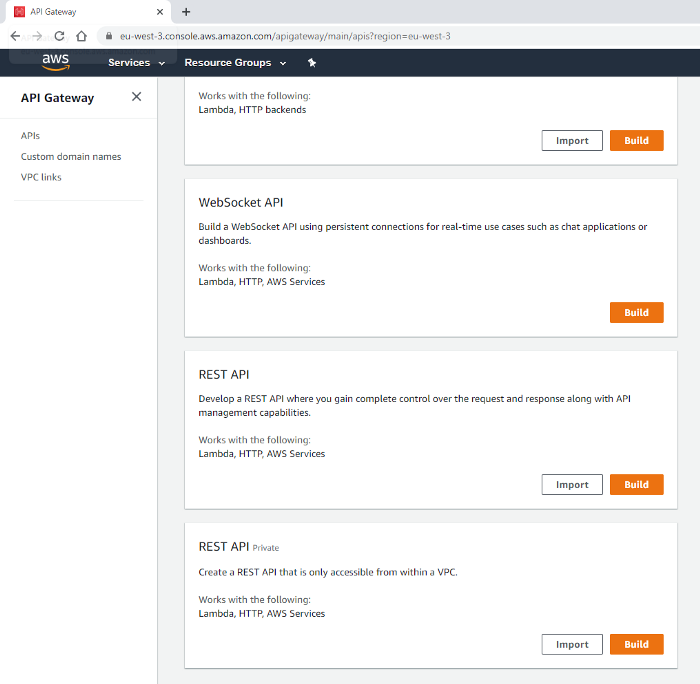 API Gateway
eu-west-3.console.aws.amazon.com/apigateway/main/apis?region=eu-west-3
aws Services Resource Groups
API Gateway
APIs
Custom domain names
VPC links
Works with the following:
Lambda, HTTP backends
Import Build
WebSocket API
Build a WebSocket API using persistent connections for real-time use cases such as chat applications or
dashboards.
Works with the following:
Lambda, HTTP, AWS Services
Build
REST API
Develop a REST API where you gain complete control over the request and response along with API
management capabilities.
Works with the following:
Lambda, HTTP, AWS Services
Import Build
REST API Private
Create a REST API that is only accessible from within a VPC.
Works with the following:
Lambda, HTTP, AWS Services
Import Build